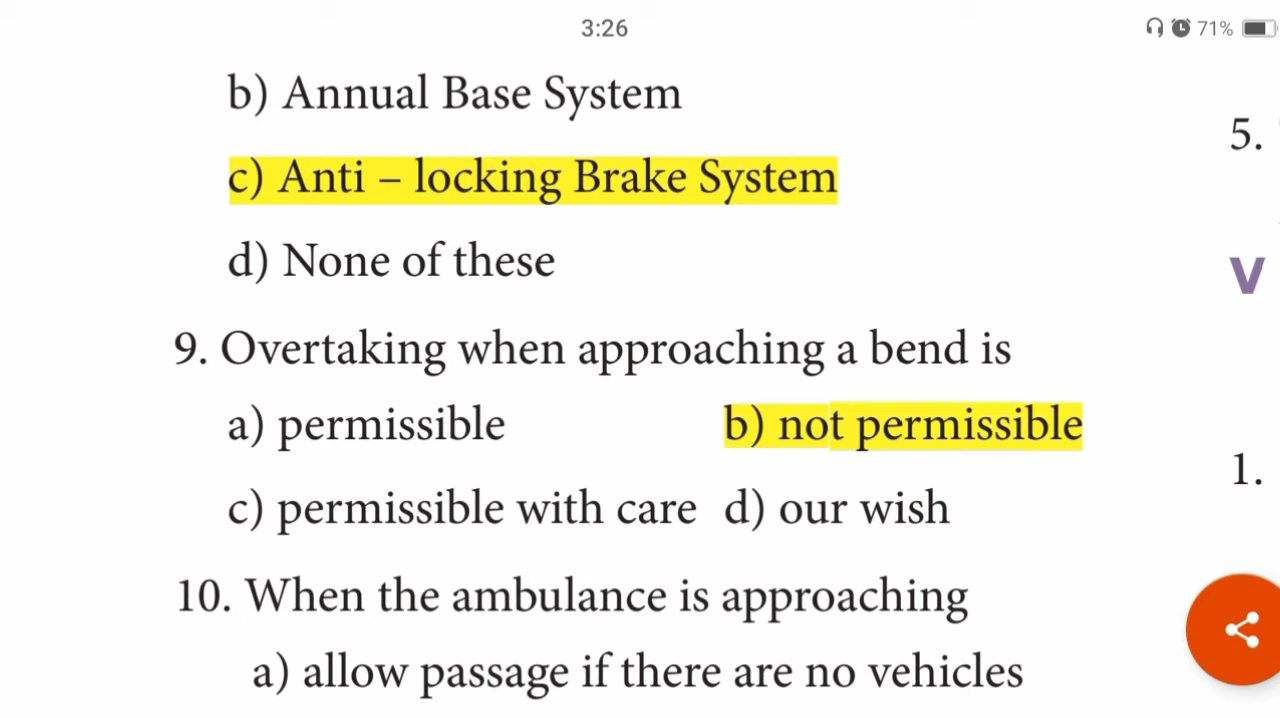 3:26
71%
b) Annual Base System
c) Anti – locking Brake System
d) None of these
9. Overtaking when approaching a bend is
a) permissible b) not permissible
c) permissible with care d) our wish
10. When the ambulance is approaching
a) allow passage if there are no vehicles
5.
V
1.